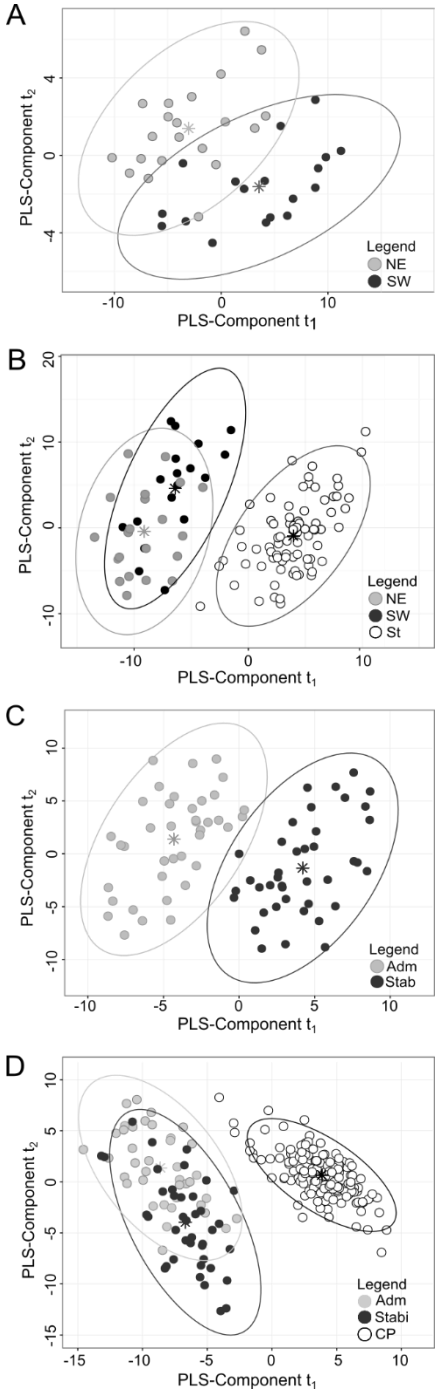 A
PLS-Component t2
4
0
-4
-10
0
10
PLS-Component t1
Legend
NE
SW
B
PLS-Component t2
20
10
0
-10
-10
0
10
PLS-Component t1
Legend
NE
SW
St
C
PLS-Component t2
10
5
0
-5
-10
-10
-5
0
5
10
PLS-Component t1
Legend
Adm
Stab
D
PLS-Component t2
10
5
0
-5
-10
-15
-15
-10
-5
0
5
10
PLS-Component t1
Legend
Adm
Stabi
CP